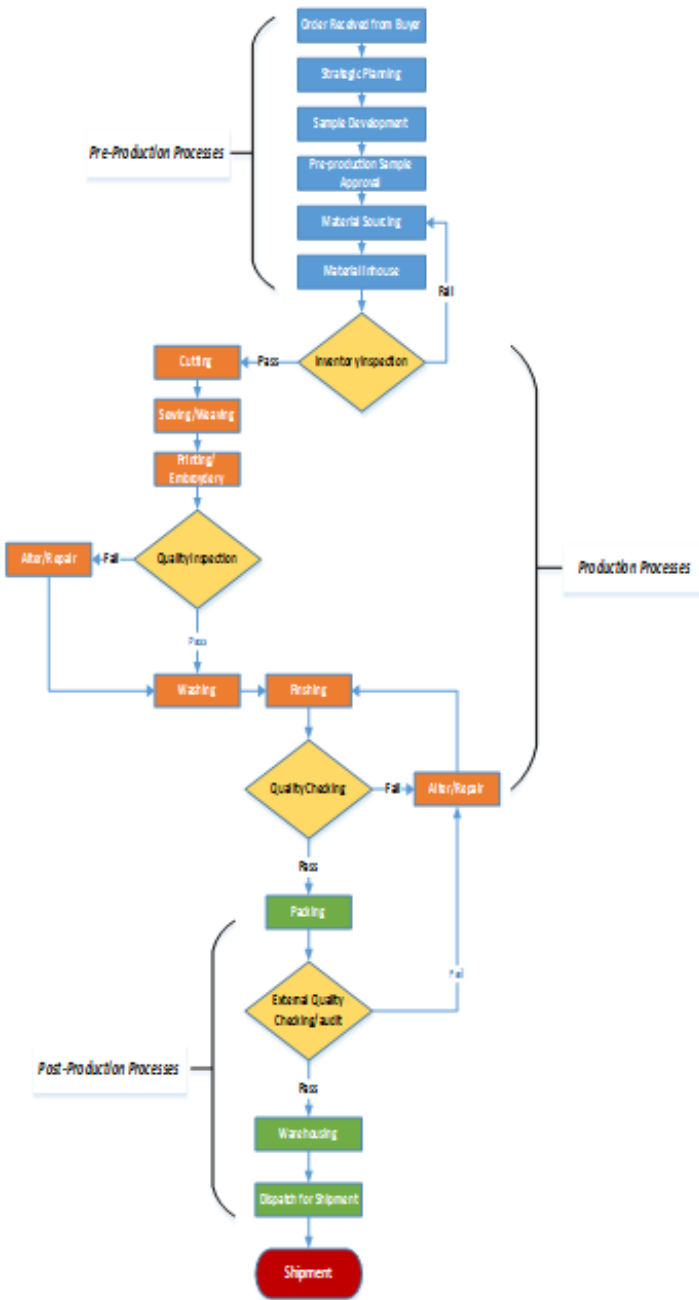 Order Received from Buyer
Strategic Planning
Sample Development
Pre-Production Processes
Pre-production Sample
Approval
Material Sourcing
Material Inhouse
Fail
Inventory Inspection
Pass
Cutting
Sewing/Weaving
Printing/
Embroydery
Quality Inspection
Fail
Alter/Repair
Production Processes
Pass
Washing
Finshing
Quality Checking
Fail
Alter/Repair
Pass
Packing
Fail
External Quality
Checking/audit
Post-Production Processes
Pass
Warehousing
Dispatch for Shipment
Shipment